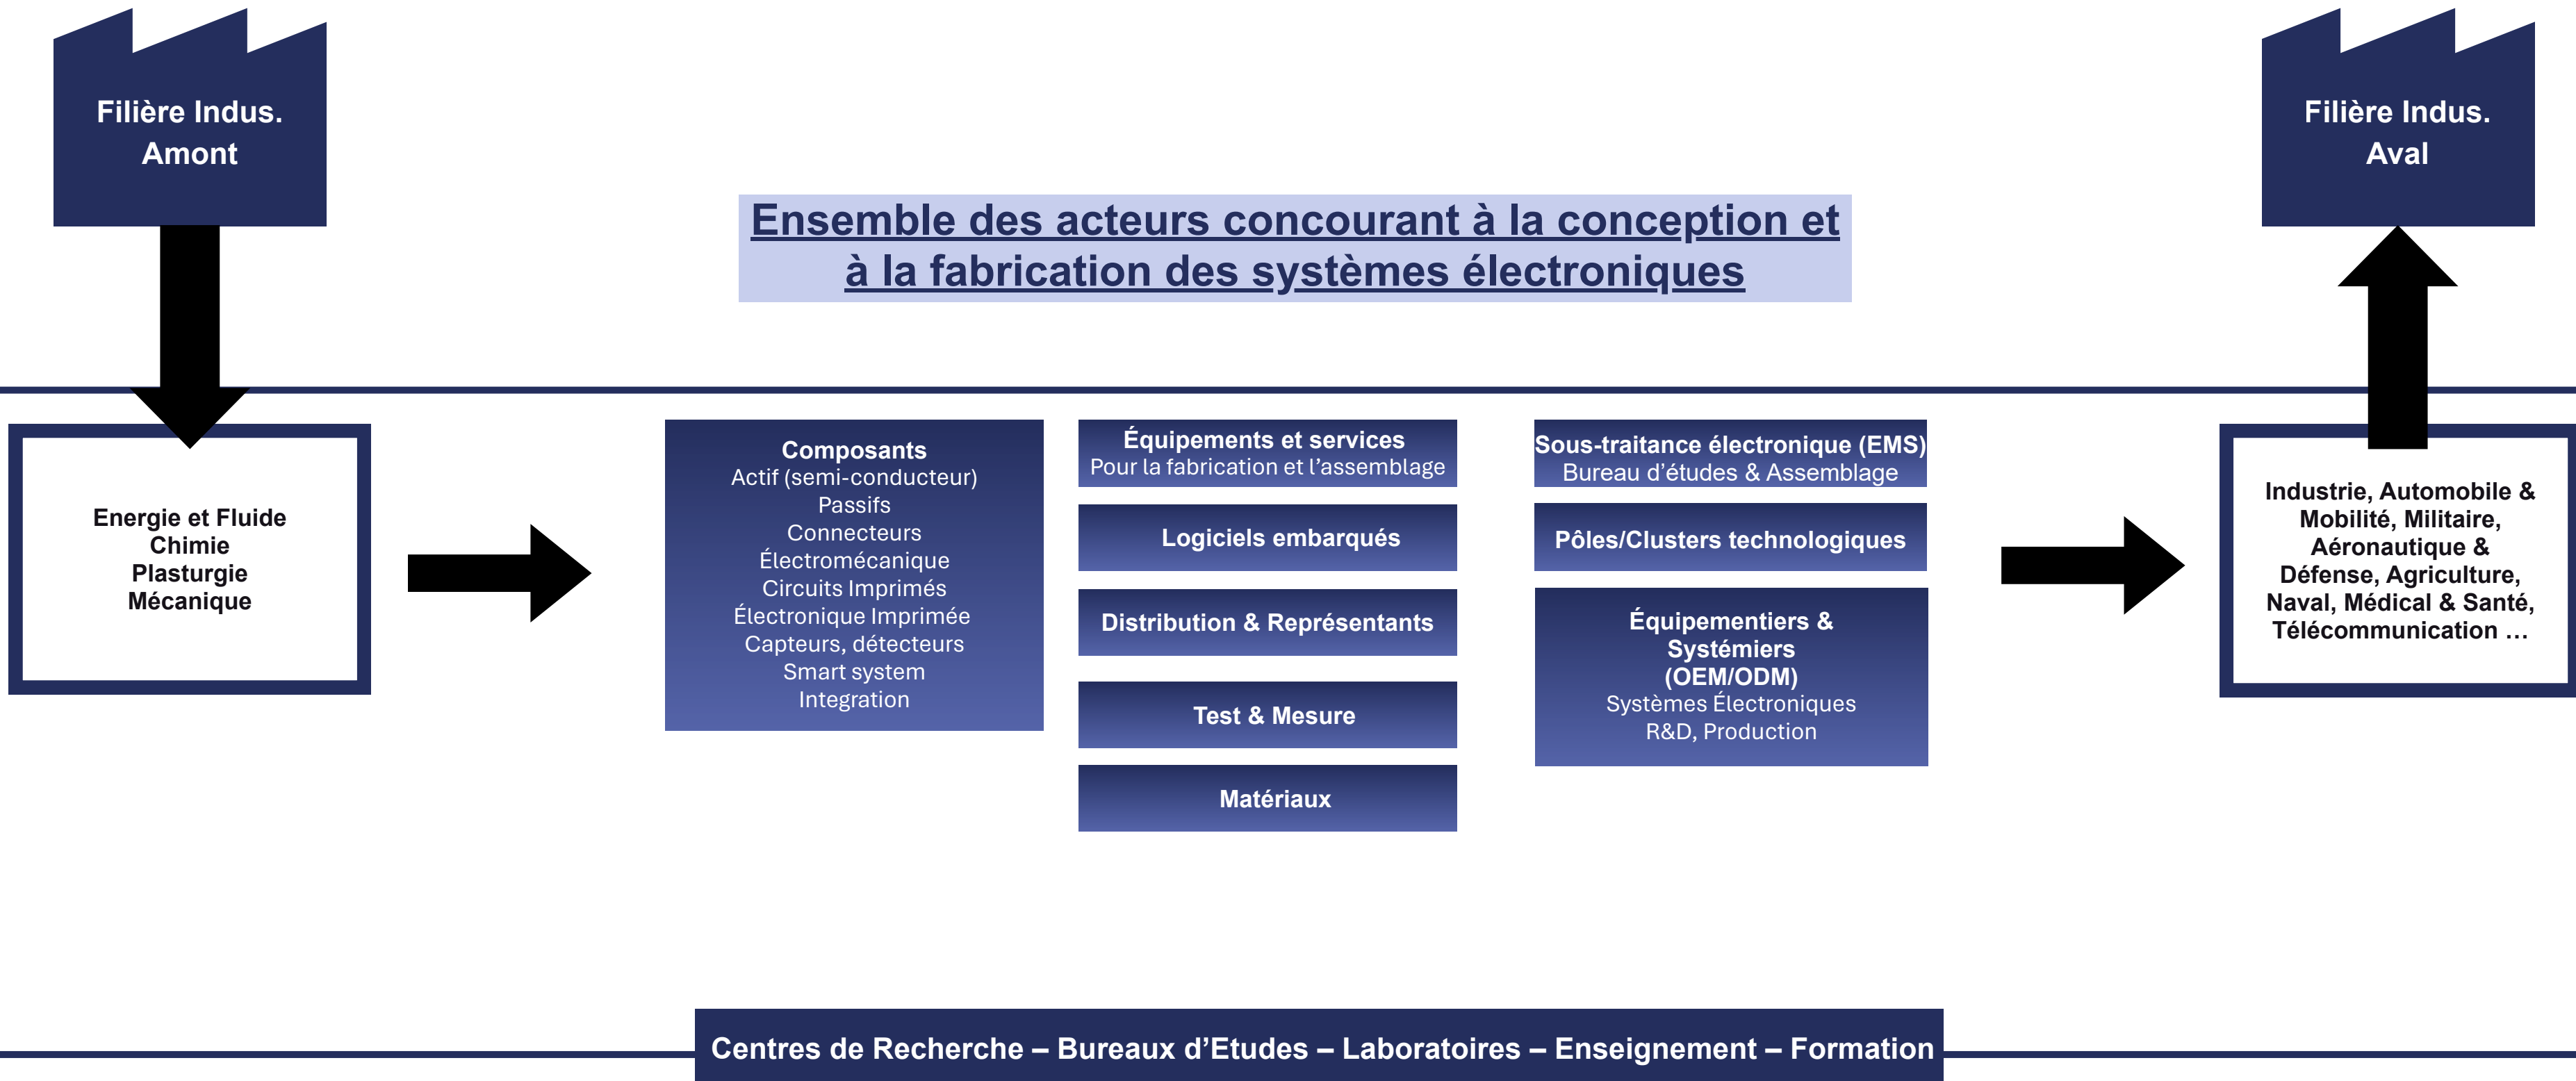 Filière Indus.
Amont
Filière Indus.
Aval
Ensemble des acteurs concourant à la conception et
à la fabrication des systèmes électroniques
Energie et Fluide
Chimie
Plasturgie
Mécanique
Composants
Actif (semi-conducteur)
Passifs
Connecteurs
Électromécanique
Circuits Imprimés
Électronique Imprimée
Capteurs, détecteurs
Smart system
Integration
Équipements et services
Pour la fabrication et l’assemblage
Logiciels embarqués
Distribution & Représentants
Test & Mesure
Matériaux
Sous-traitance électronique (EMS)
Bureau d’études & Assemblage
Pôles/Clusters technologiques
Équipementiers &
Systémiers
(OEM/ODM)
Systèmes Électroniques
R&D, Production
Industrie, Automobile &
Mobilité, Militaire,
Aéronautique &
Défense, Agriculture,
Naval, Médical & Santé,
Télécommunication …
Centres de Recherche – Bureaux d’Etudes – Laboratoires – Enseignement – Formation